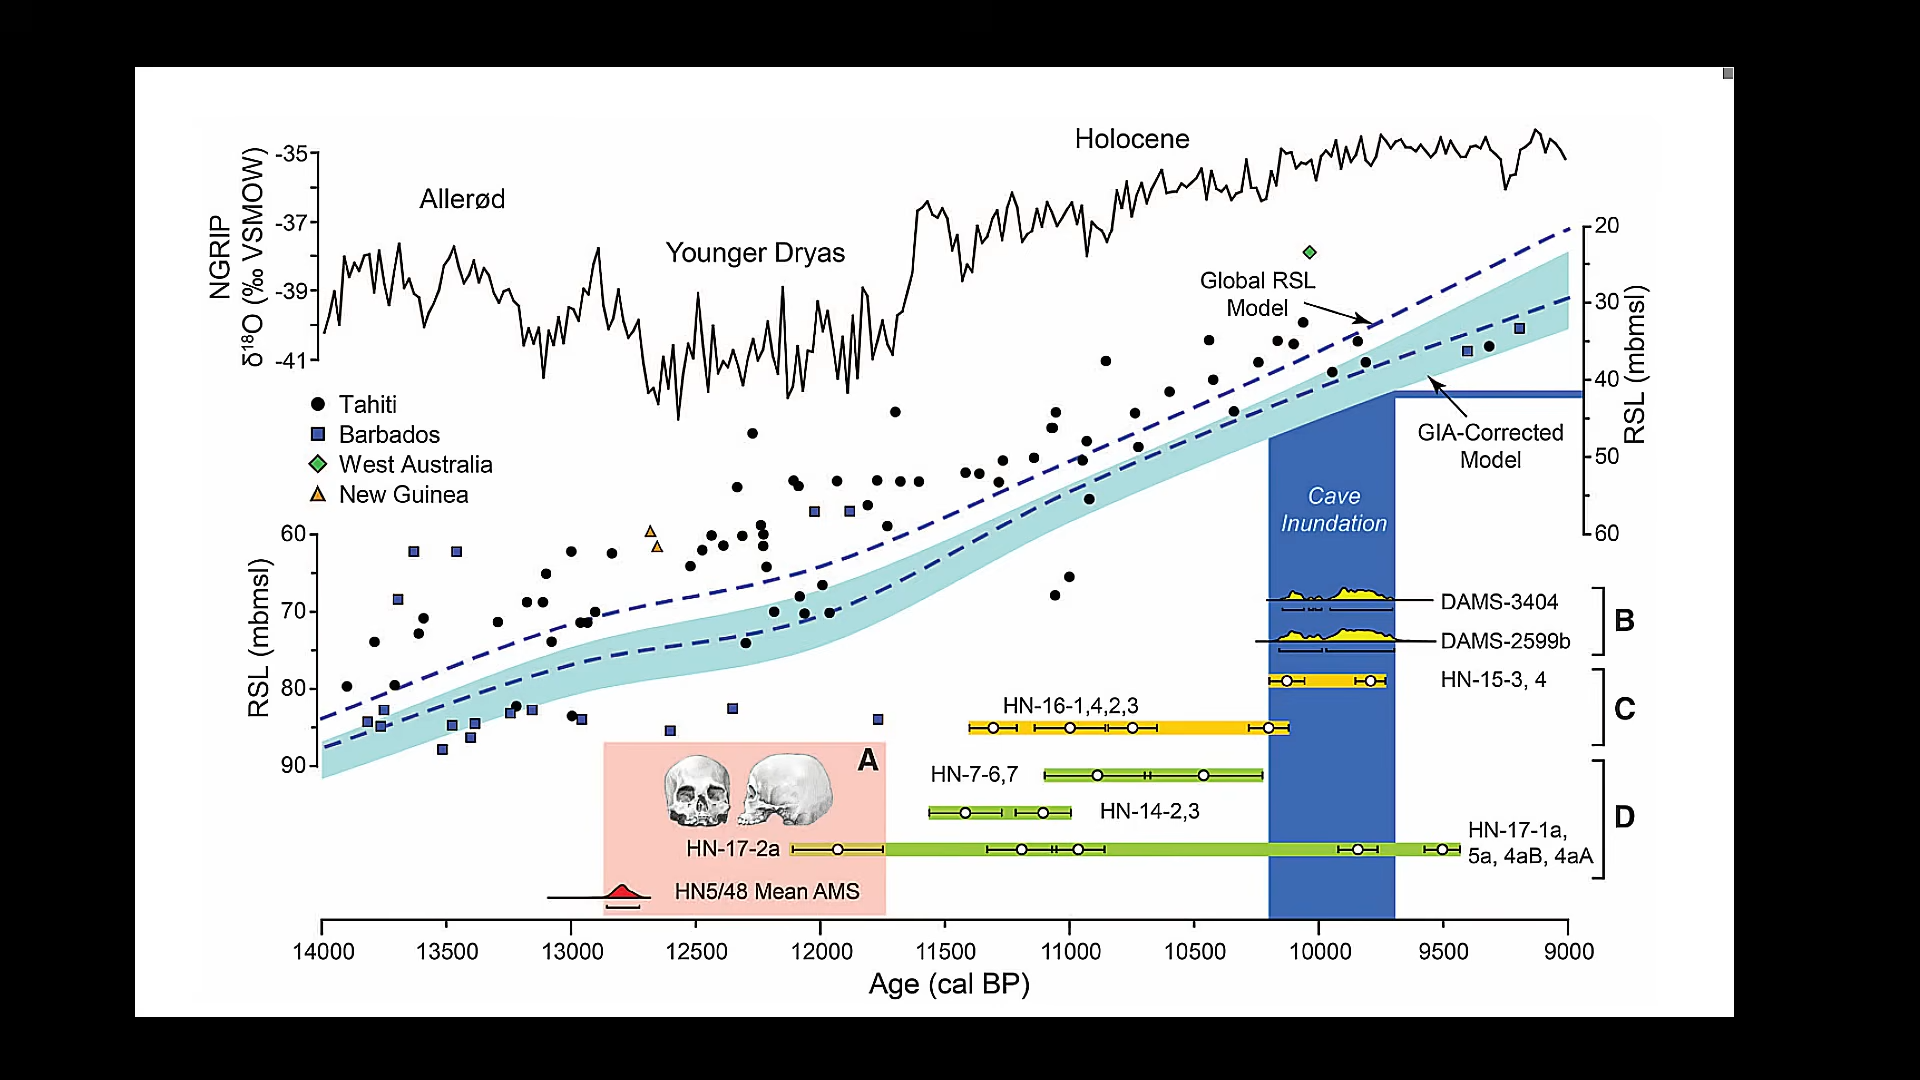 Holocene
Allerød
Younger Dryas
NGRIP
δ¹⁸O (‰ VSMOW)
-35
-37
-39
-41
Global RSL
Model
20
30
40
50
60
RSL (mbmsl)
Tahiti
Barbados
West Australia
New Guinea
GIA-Corrected
Model
Cave
Inundation
60
70
80
90
RSL (mbmsl)
DAMS-3404
B
DAMS-2599b
HN-15-3, 4
HN-16-1,4,2,3
C
A
HN-7-6,7
HN-14-2,3
D
HN-17-2a
HN-17-1a,
5a, 4aB, 4aA
HN5/48 Mean AMS
14000 13500 13000 12500 12000 11500 11000 10500 10000 9500 9000
Age (cal BP)